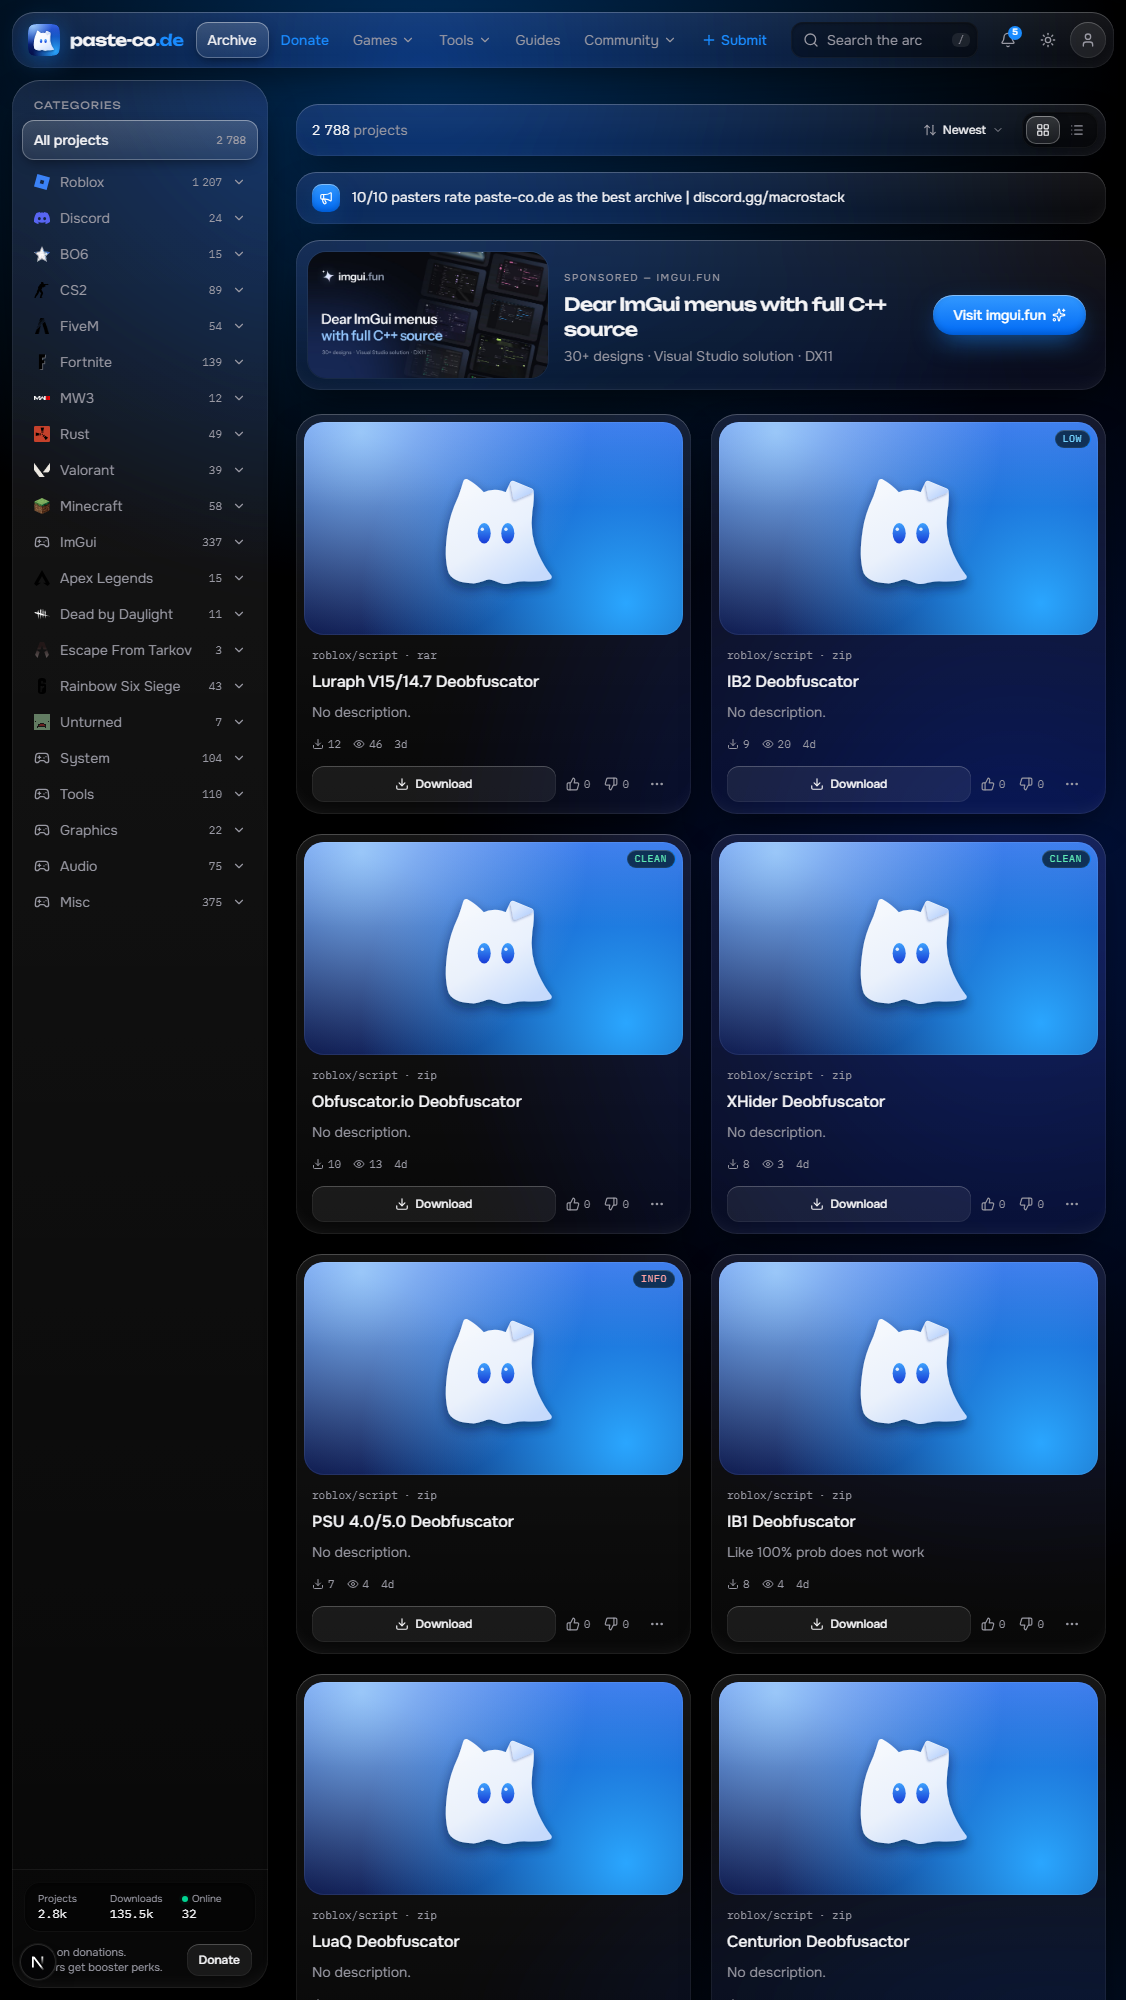 paste-co.de
Archive
Donate
Games
Tools
Guides
Community
+ Submit
Search the arc
/
5
CATEGORIES
All projects 2 788
Roblox 1 207
Discord 24
BO6 15
CS2 89
FiveM 54
Fortnite 139
MW3 12
Rust 49
Valorant 39
Minecraft 58
ImGui 337
Apex Legends 15
Dead by Daylight 11
Escape From Tarkov 3
Rainbow Six Siege 43
Unturned 7
System 104
Tools 110
Graphics 22
Audio 75
Misc 375
Projects Downloads Online
2.8k 135.5k 32
on donations.
rs get booster perks.
Donate
N
2 788 projects
Newest
10/10 pasters rate paste-co.de as the best archive | discord.gg/macrostack
imgui.fun
Dear ImGui menus
with full C++ source
30+ designs · Visual Studio solution · DX11
SPONSORED — IMGUI.FUN
Dear ImGui menus with full C++
source
30+ designs · Visual Studio solution · DX11
Visit imgui.fun
roblox/script · rar
Luraph V15/14.7 Deobfuscator
No description.
12 46 3d
Download 0 0
LOW
roblox/script · zip
IB2 Deobfuscator
No description.
9 20 4d
Download 0 0
CLEAN
roblox/script · zip
Obfuscator.io Deobfuscator
No description.
10 13 4d
Download 0 0
CLEAN
roblox/script · zip
XHider Deobfuscator
No description.
8 3 4d
Download 0 0
INFO
roblox/script · zip
PSU 4.0/5.0 Deobfuscator
No description.
7 4 4d
Download 0 0
roblox/script · zip
IB1 Deobfuscator
Like 100% prob does not work
8 4 4d
Download 0 0
roblox/script · zip
LuaQ Deobfuscator
No description.
roblox/script · zip
Centurion Deobfusactor
No description.